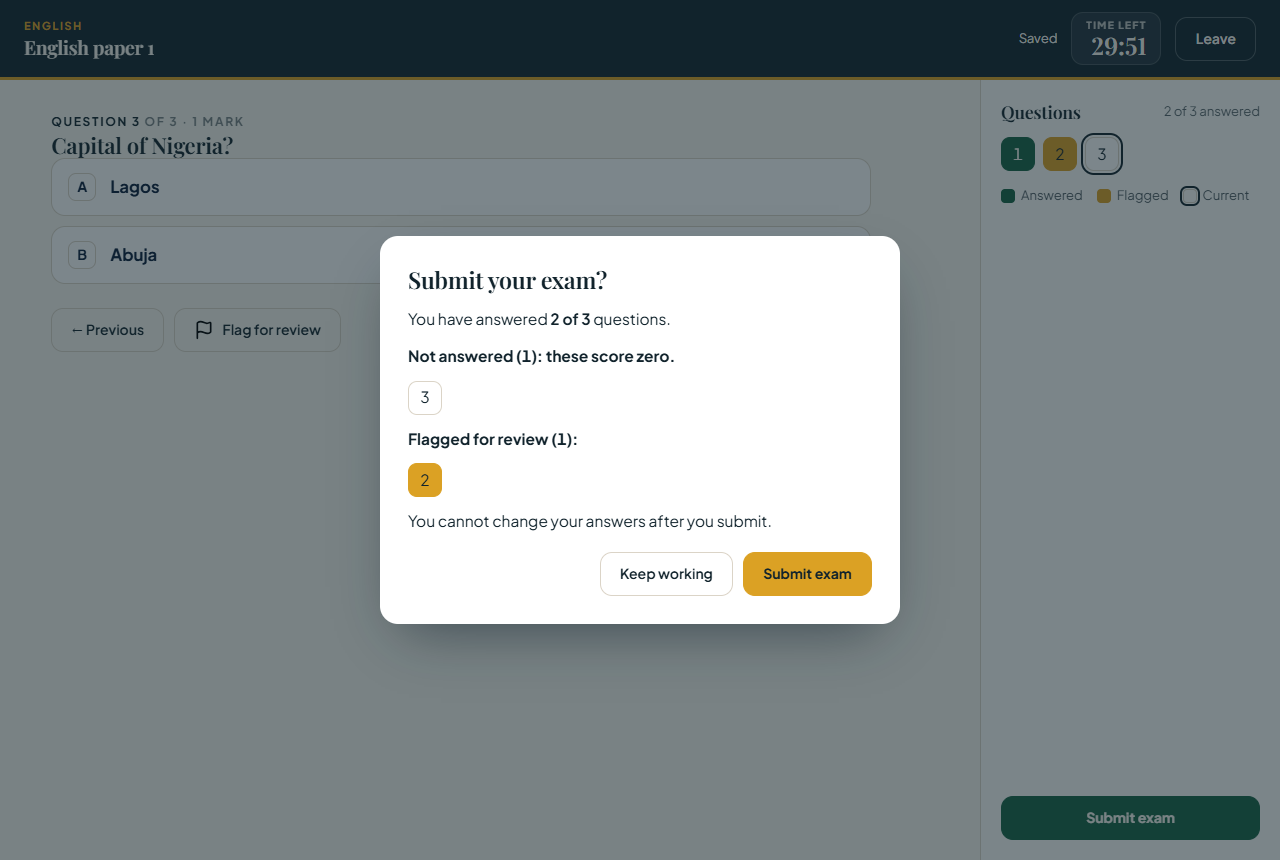 ENGLISH
English paper 1
Saved
TIME LEFT
29:51
Leave
QUESTION 3 OF 3 · 1 MARK
Capital of Nigeria?
A Lagos
B Abuja
← Previous
Flag for review
Questions
2 of 3 answered
1 2 3
Answered Flagged Current
Submit exam
Submit your exam?
You have answered 2 of 3 questions.
Not answered (1): these score zero.
3
Flagged for review (1):
2
You cannot change your answers after you submit.
Keep working
Submit exam